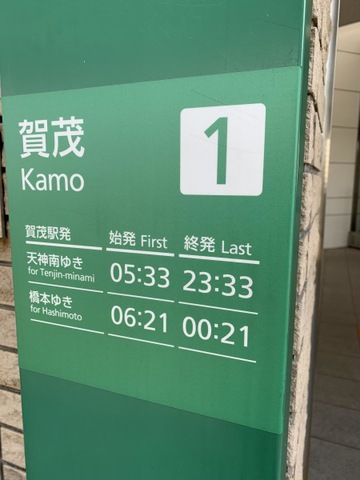 賀茂
Kamo
1
賀茂駅発 始発 First 終発 Last
天神南ゆき 05:33 23:33
for Tenjin-minami
橋本ゆき 06:21 00:21
for Hashimoto